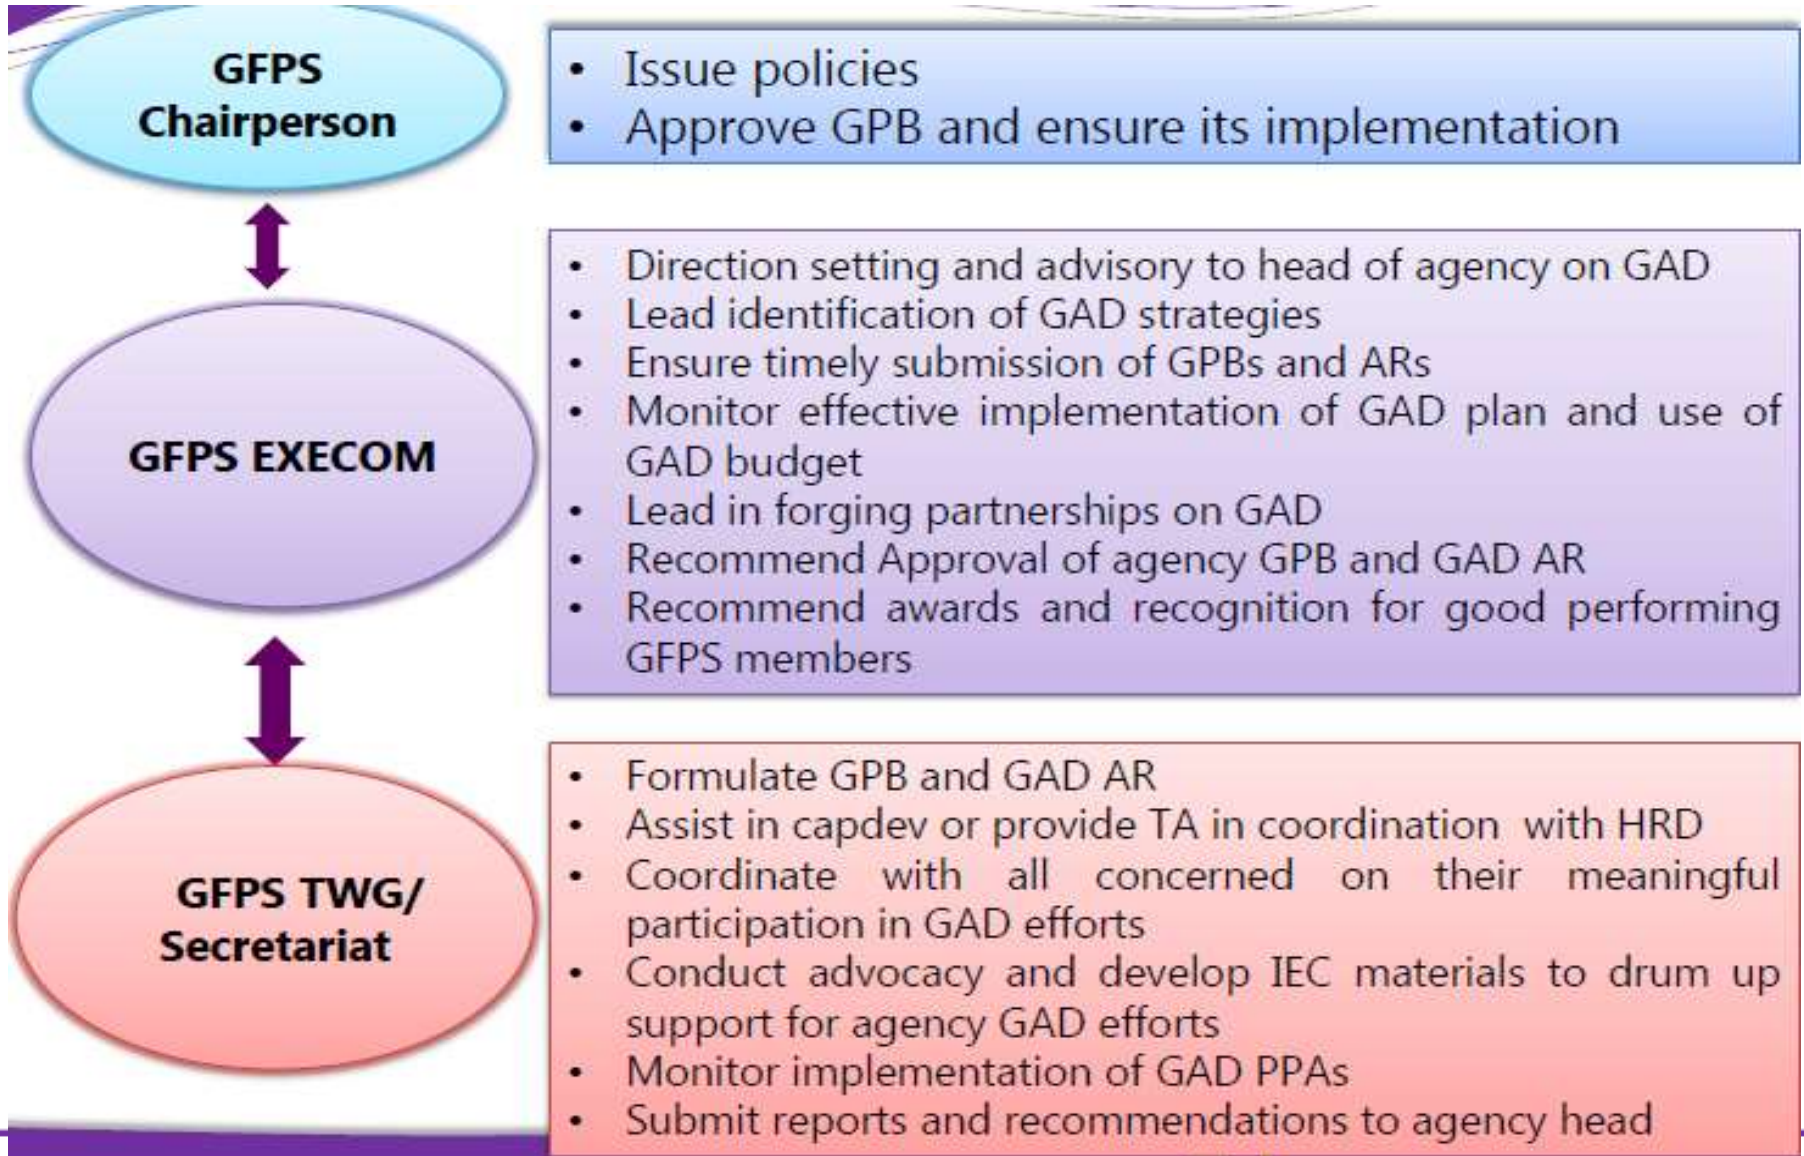 GFPS
Chairperson
• Issue policies
• Approve GPB and ensure its implementation
GFPS EXECOM
• Direction setting and advisory to head of agency on GAD
• Lead identification of GAD strategies
• Ensure timely submission of GPBs and ARs
• Monitor effective implementation of GAD plan and use of
GAD budget
• Lead in forging partnerships on GAD
• Recommend Approval of agency GPB and GAD AR
• Recommend awards and recognition for good performing
GFPS members
GFPS TWG/
Secretariat
• Formulate GPB and GAD AR
• Assist in capdev or provide TA in coordination with HRD
• Coordinate with all concerned on their meaningful
participation in GAD efforts
• Conduct advocacy and develop IEC materials to drum up
support for agency GAD efforts
• Monitor implementation of GAD PPAs
• Submit reports and recommendations to agency head